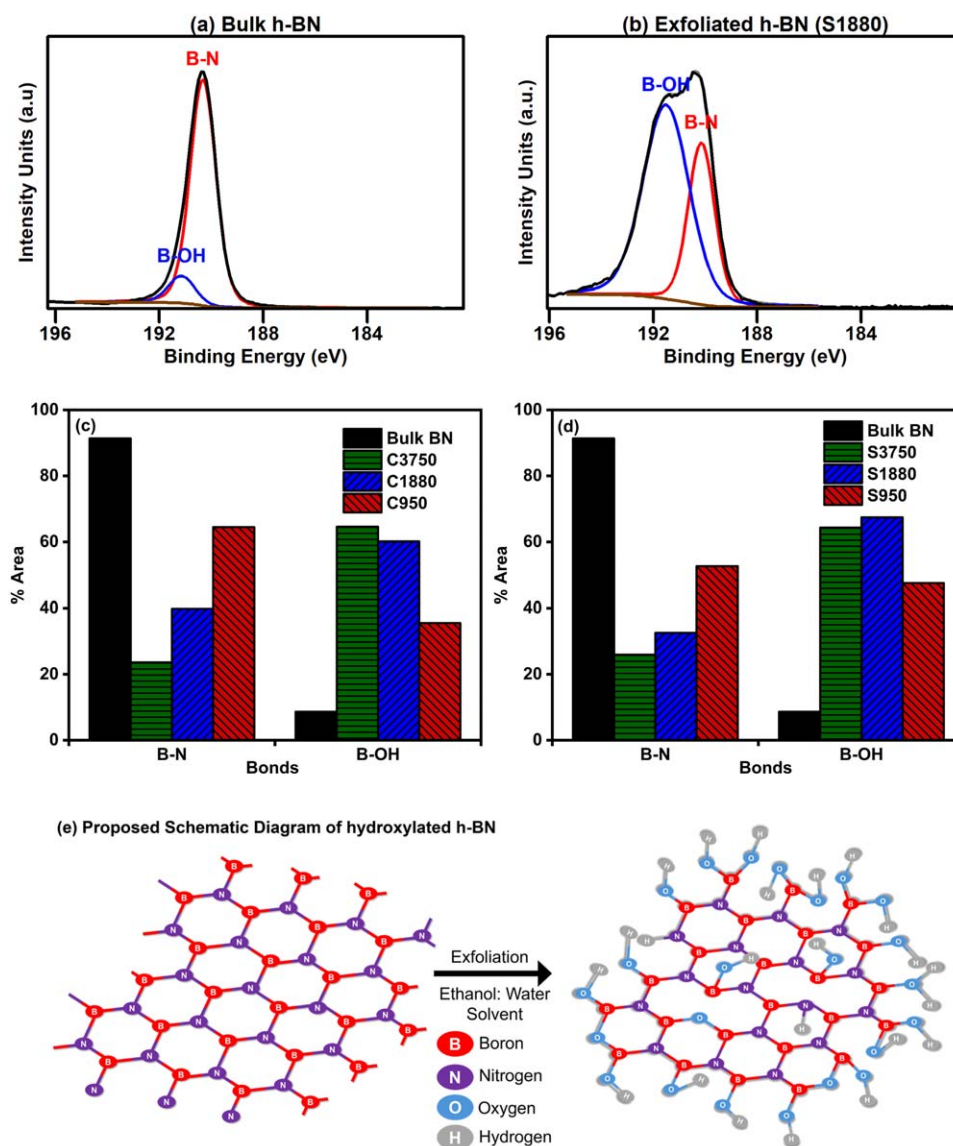 (a) Bulk h-BN
B-N
B-OH
Intensity Units (a.u)
196 192 188 184
Binding Energy (eV)
(b) Exfoliated h-BN (S1880)
B-OH
B-N
Intensity Units (a.u.)
196 192 188 184
Binding Energy (eV)
(c)
Bulk BN
C3750
C1880
C950
100
80
60
40
20
0
% Area
B-N B-OH
Bonds
(d)
Bulk BN
S3750
S1880
S950
100
80
60
40
20
0
% Area
B-N B-OH
Bonds
(e) Proposed Schematic Diagram of hydroxylated h-BN
Exfoliation
Ethanol: Water
Solvent
B Boron
N Nitrogen
O Oxygen
H Hydrogen